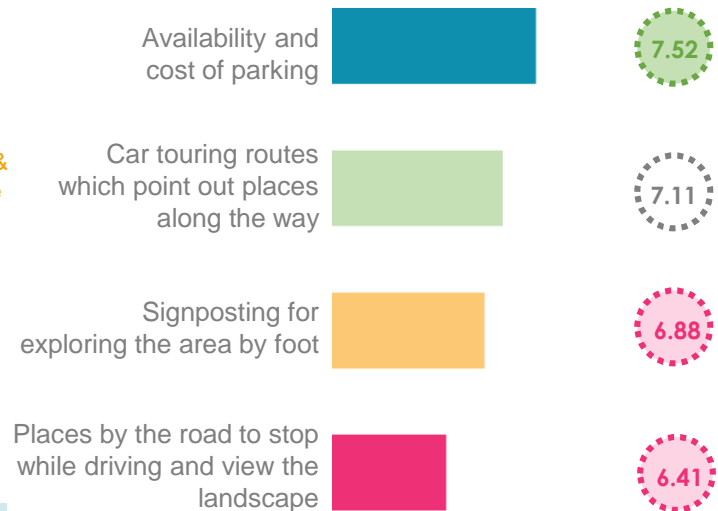 Availability and
cost of parking
7.52
&
Car touring routes
which point out places
along the way
7.11
Signposting for
exploring the area by foot
6.88
Places by the road to stop
while driving and view the
landscape
6.41